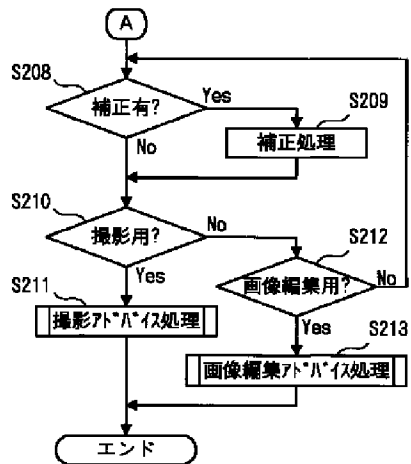 A
S208
補正有?
Yes
S209
補正処理
No
S210
撮影用?
No
S212
画像編集用?
No
Yes
S211
撮影ｱﾄﾞﾊﾞｲｽ処理
Yes
S213
画像編集ｱﾄﾞﾊﾞｲｽ処理
エンド